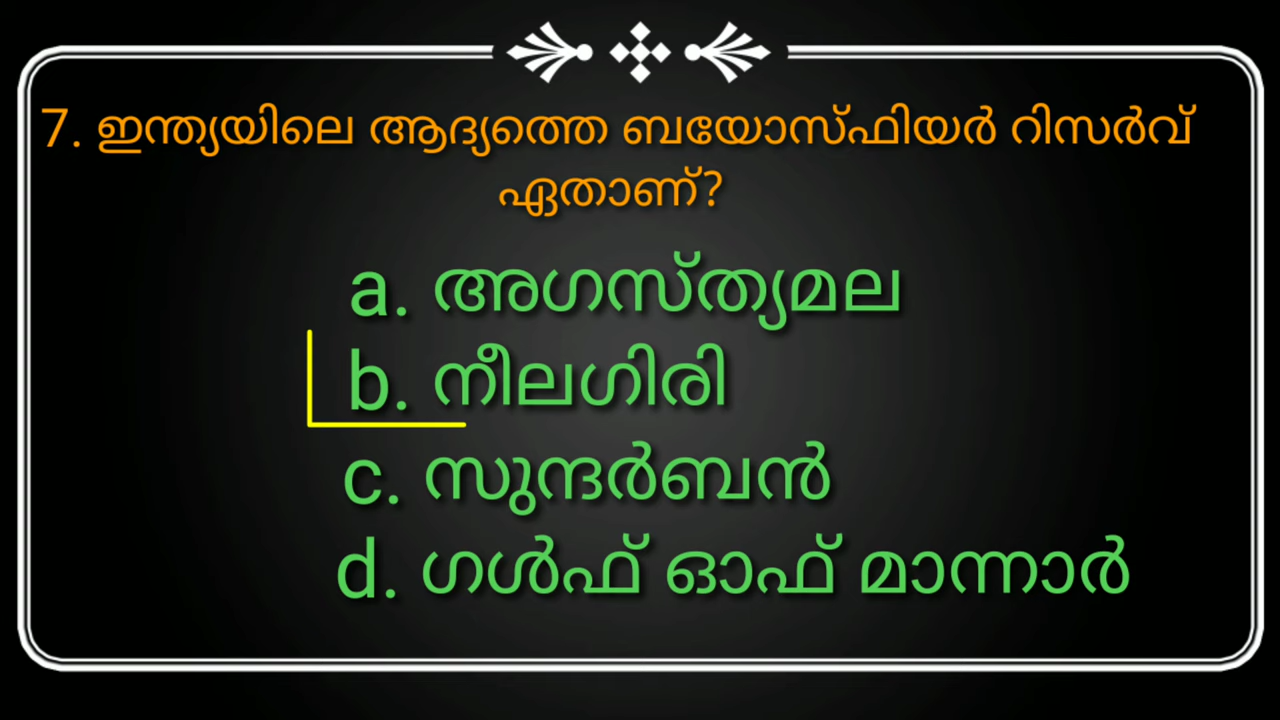 7. ഇന്ത്യയിലെ ആദ്യത്തെ ബയോസ്ഫിയർ റിസർവ്
ഏതാണ്?
a. അഗസ്ത്യമല
b. നീലഗിരി
c. സുന്ദർബൻ
d. ഗൾഫ് ഓഫ് മാന്നാർ